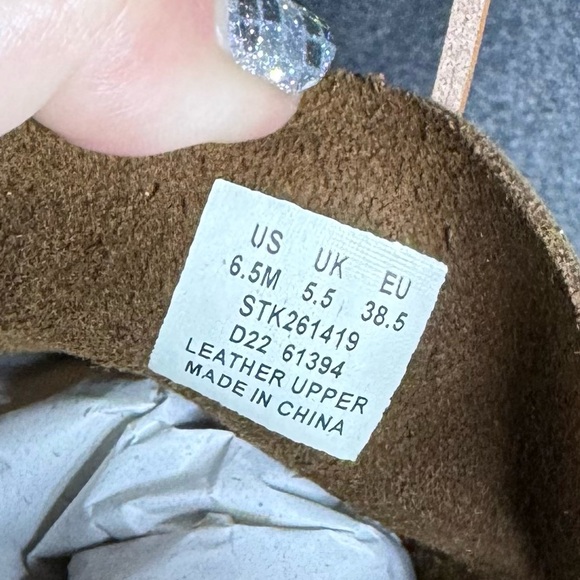 US UK EU
6.5M 5.5 38.5
STK261419
D22 61394
LEATHER UPPER
MADE IN CHINA